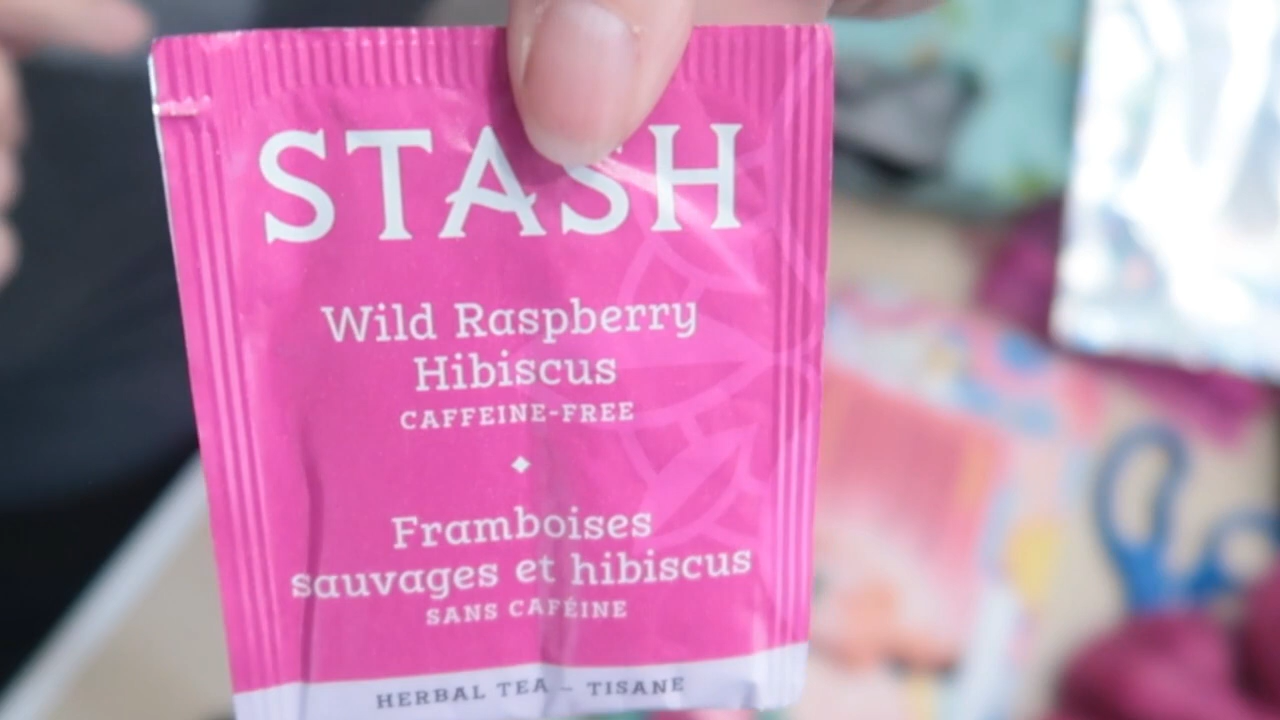 STASH
Wild Raspberry
Hibiscus
CAFFEINE-FREE
Framboises
sauvages et hibiscus
SANS CAFÉINE
HERBAL TEA – TISANE